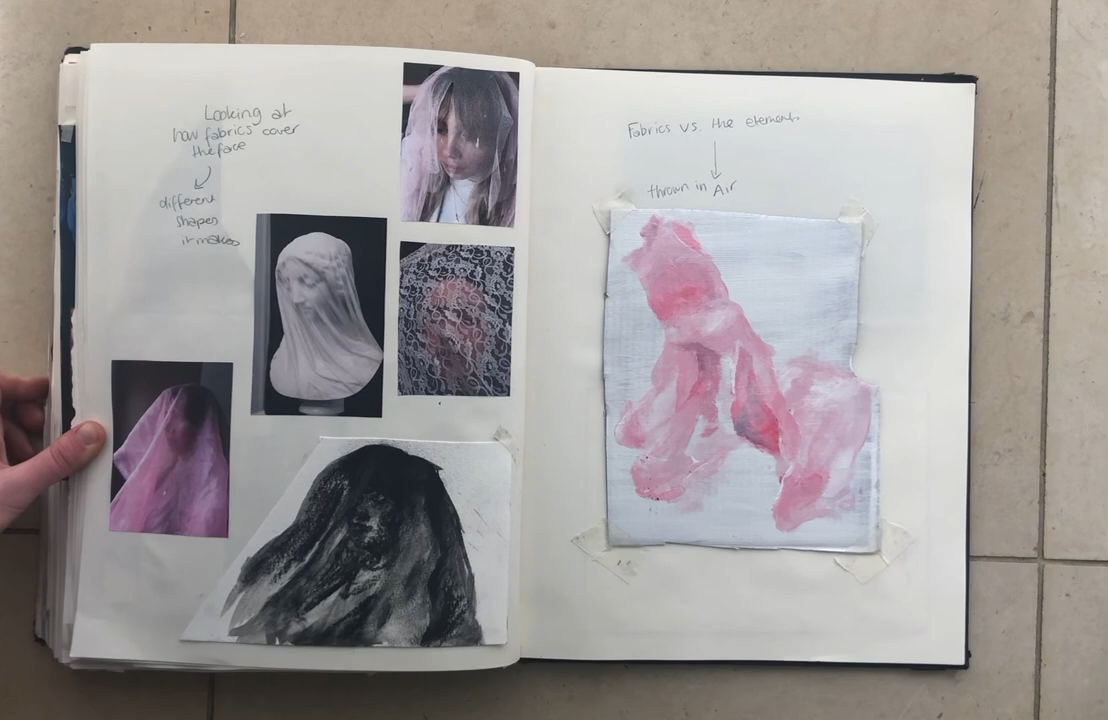 Looking at
how fabrics cover
the face
different
shapes
it makes
Fabrics vs. the elements
thrown in Air